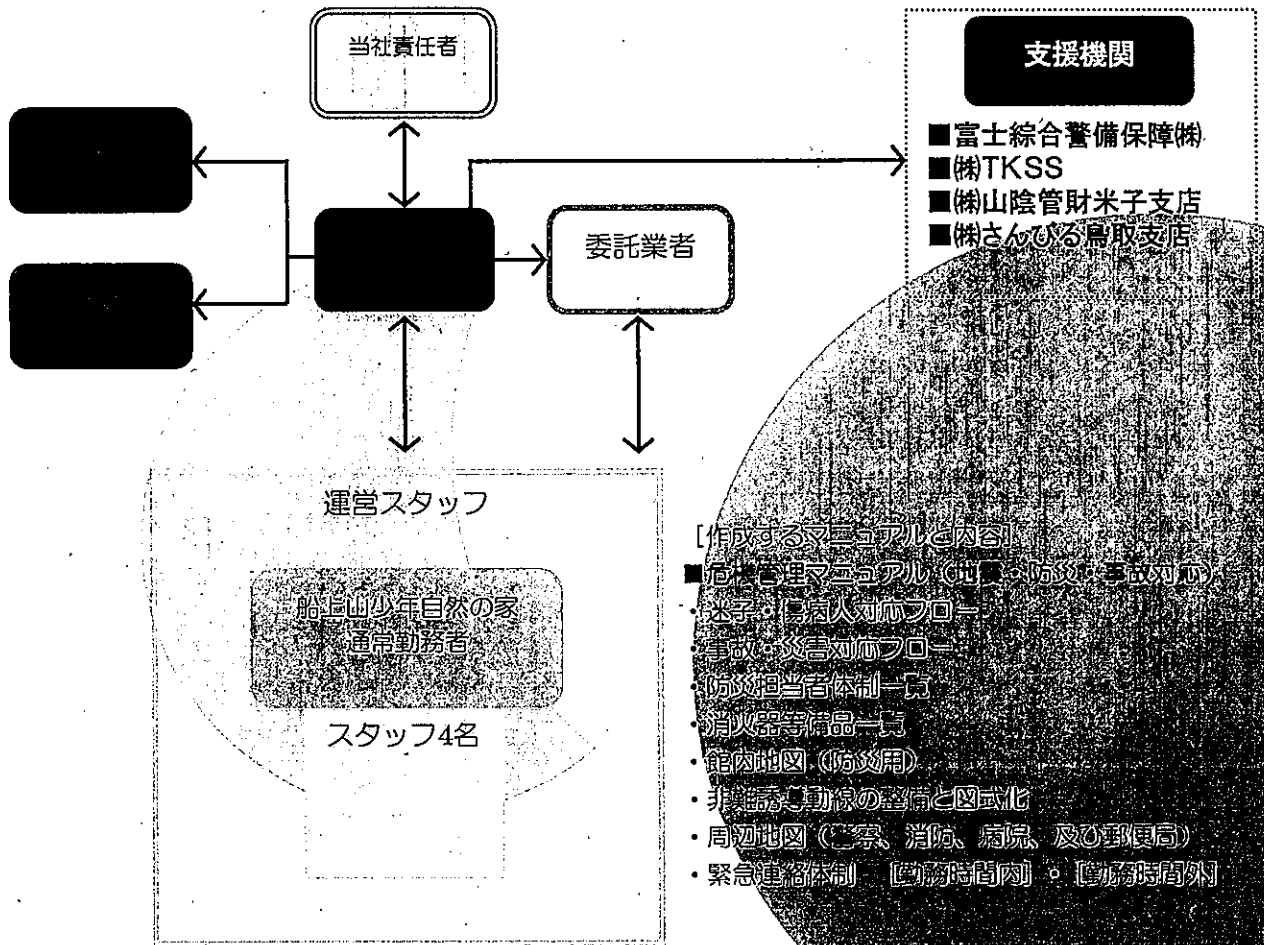 当社責任者
支援機関
■富士綜合警備保障㈱
■㈱TKSS
■㈱山陰管財米子支店
■㈱さんびる鳥取支店
委託業者
運営スタッフ
船上山少年自然の家
通常勤務者
スタッフ4名
[作成するマニュアルと内容]
■危機管理マニュアル（地震・防災・事故対応）
・迷子・傷病人対応フロー
・事故・災害対応フロー
・防災担当者体制一覧
・消火器等備品一覧
・館内地図（防災用）
・非難誘導動線の整備と図式化
・周辺地図（警察、消防、病院、及び郵便局）
・緊急連絡体制　[勤務時間内]・[勤務時間外]